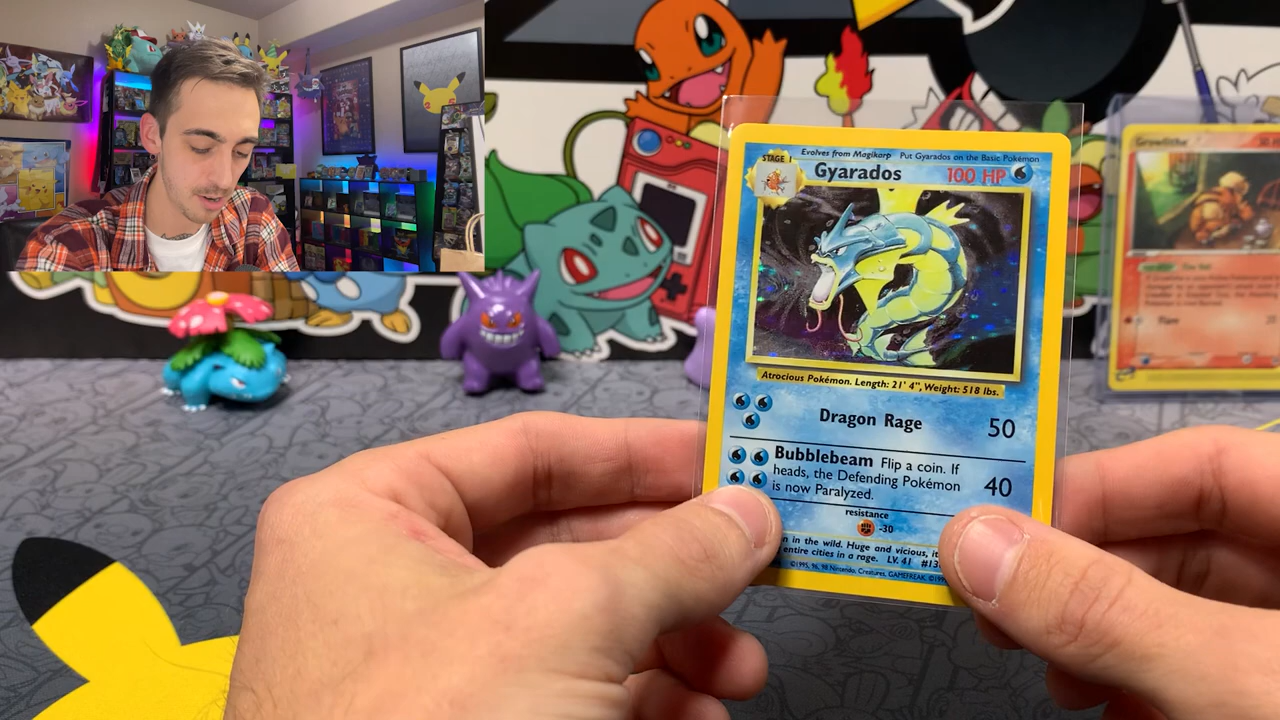 Evolves from Magikarp Put Gyarados on the Basic Pokémon
STAGE 1
Gyarados 100 HP
Atrocious Pokémon. Length: 21' 4", Weight: 518 lbs.
Dragon Rage 50
Bubblebeam Flip a coin. If
heads, the Defending Pokémon
is now Paralyzed. 40
resistance
-30
in the wild. Huge and vicious, it
entire cities in a rage. LV. 41 #13
©1995, 96, 98 Nintendo, Creatures, GAMEFREAK. ©199
Growlithe